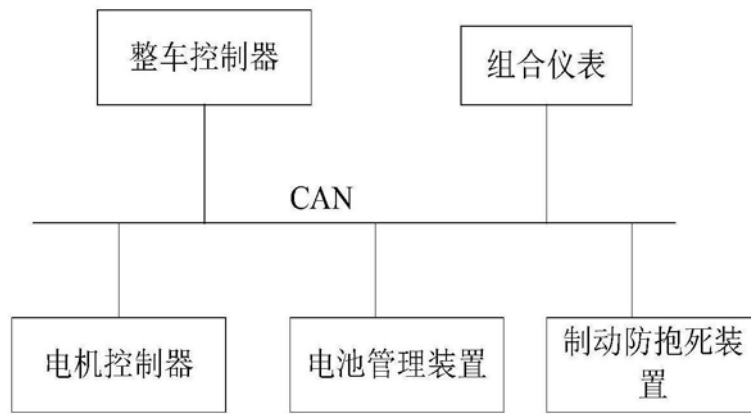 整车控制器
组合仪表
CAN
电机控制器
电池管理装置
制动防抱死装
置